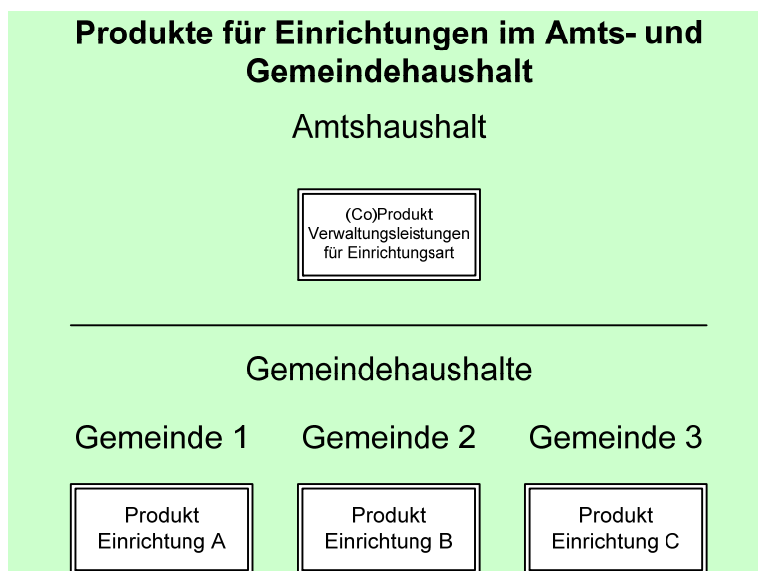 Produkte für Einrichtungen im Amts- und
Gemeindehaushalt
Amtshaushalt
(Co)Produkt
Verwaltungsleistungen
für Einrichtungsart
Gemeindehaushalte
Gemeinde 1 Gemeinde 2 Gemeinde 3
Produkt
Einrichtung A
Produkt
Einrichtung B
Produkt
Einrichtung C